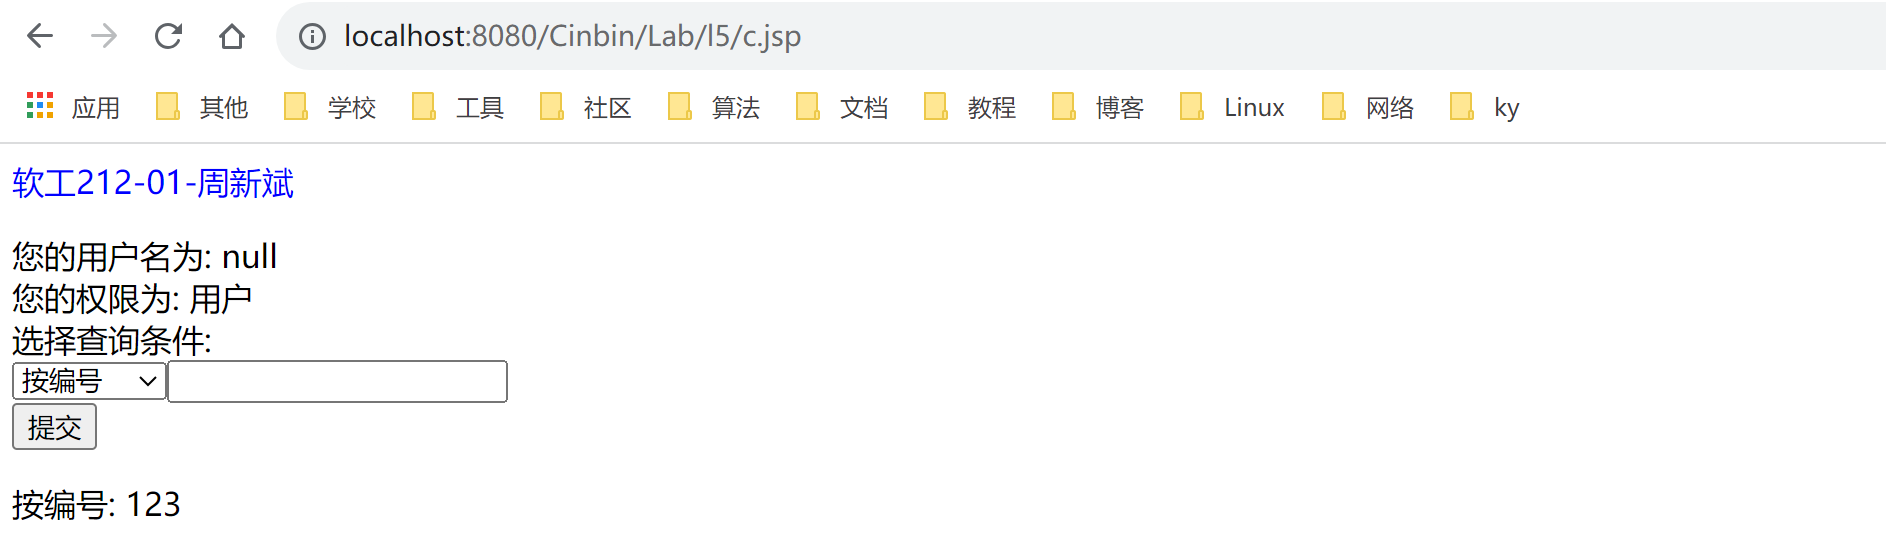 localhost:8080/Cinbin/Lab/l5/c.jsp
应用 其他 学校 工具 社区 算法 文档 教程 博客 Linux 网络 ky
软工212-01-周新斌
您的用户名为: null
您的权限为: 用户
选择查询条件:
按编号
提交
按编号: 123